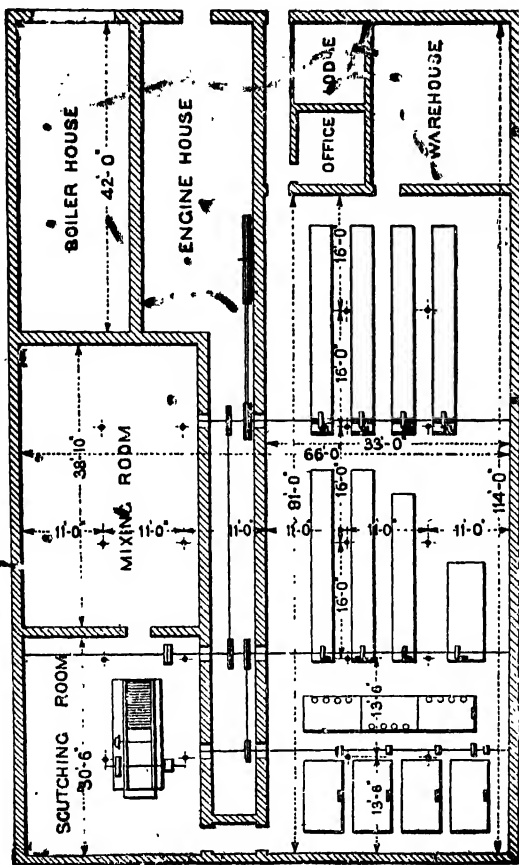 BOILER HOUSE
42'-0"
ENGINE HOUSE
LODGE
OFFICE
WAREHOUSE
16'-0"
16'-0"
38'-10"
MIXING ROOM
11'-0"
11'-0"
11'-0"
11'-0"
11'-0"
11'-0"
66'-0"
33'-0"
91'-0"
114'-0"
16'-0"
16'-0"
SCUTCHING ROOM
30'-6"
13'-6"
13'-6"